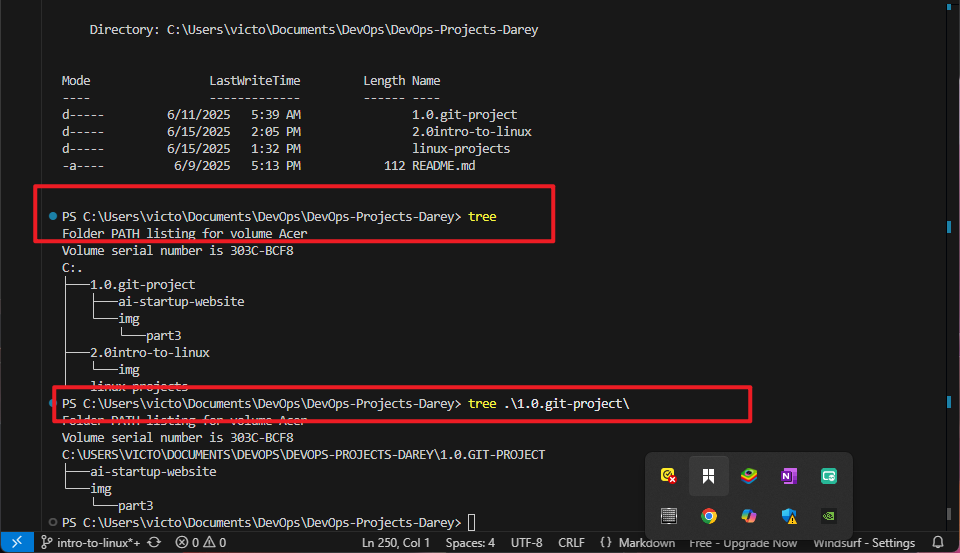 Directory: C:\Users\victo\Documents\DevOps\DevOps-Projects-Darey
Mode                 LastWriteTime         Length Name
----                 -------------         ------ ----
d-----         6/11/2025   5:39 AM                1.0.git-project
d-----         6/15/2025   2:05 PM                2.0intro-to-linux
d-----         6/15/2025   1:32 PM                linux-projects
-a----          6/9/2025   5:13 PM            112 README.md
PS C:\Users\victo\Documents\DevOps\DevOps-Projects-Darey> tree
Folder PATH listing for volume Acer
Volume serial number is 303C-BCF8
C:.
├───1.0.git-project
│   ├───ai-startup-website
│   └───img
│       └───part3
├───2.0intro-to-linux
│   └───img
└───linux-projects
PS C:\Users\victo\Documents\DevOps\DevOps-Projects-Darey> tree .\1.0.git-project\
Folder PATH listing for volume Acer
Volume serial number is 303C-BCF8
C:\USERS\VICTO\DOCUMENTS\DEVOPS\DEVOPS-PROJECTS-DAREY\1.0.GIT-PROJECT
├───ai-startup-website
└───img
    └───part3
PS C:\Users\victo\Documents\DevOps\DevOps-Projects-Darey>
intro-to-linux*+ 0 0 Ln 250, Col 1 Spaces: 4 UTF-8 CRLF {} Markdown Free - Upgrade Now Windsurf - Settings